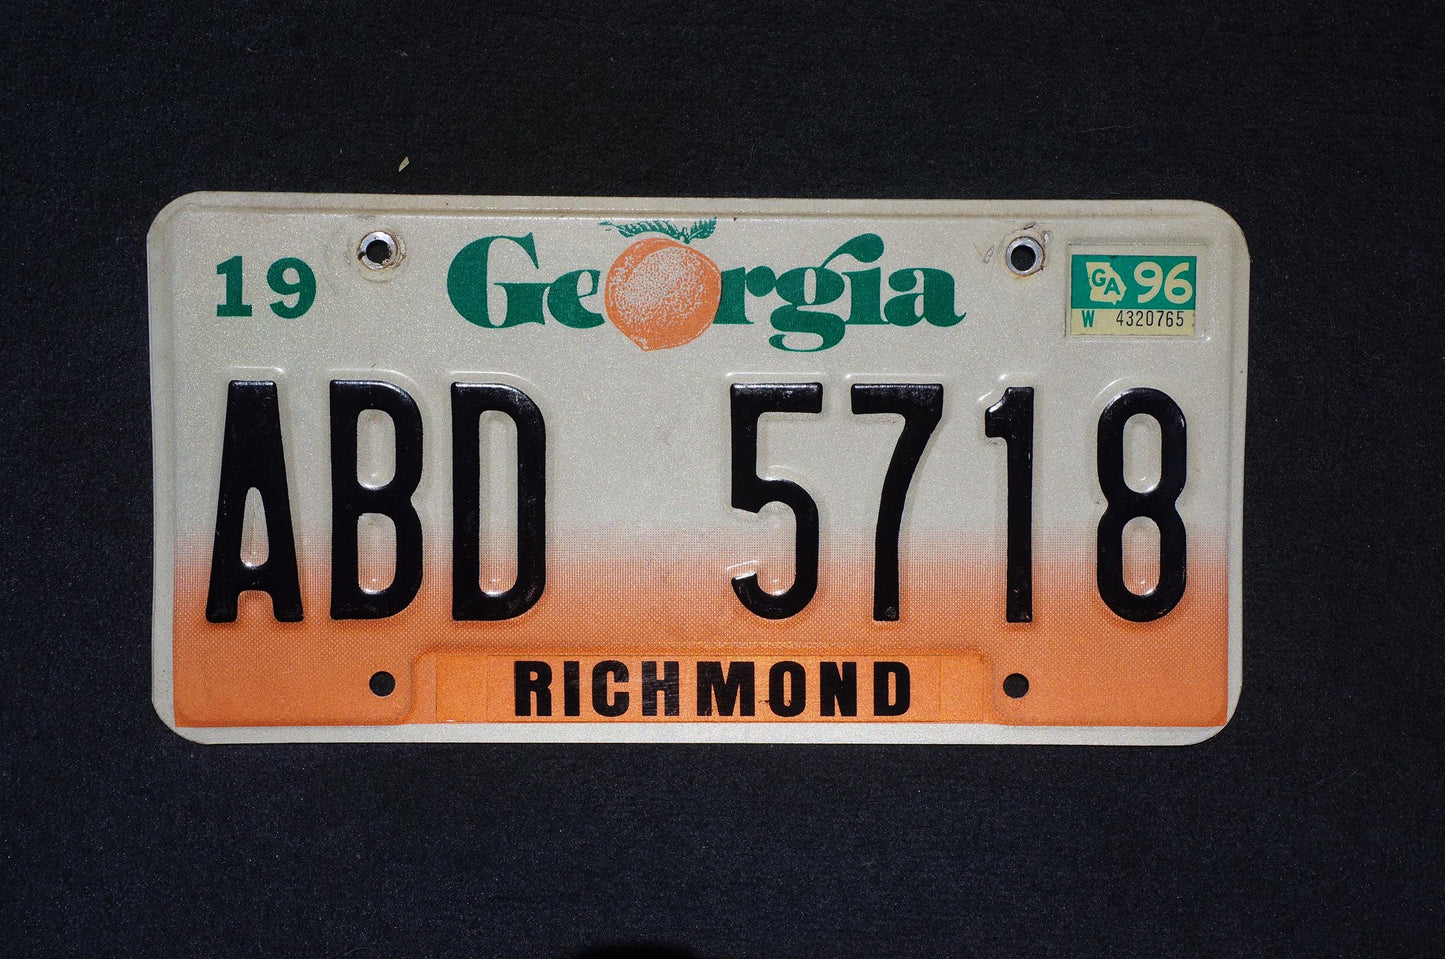 19 Georgia GA 96
W 4320765
ABD 5718
RICHMOND